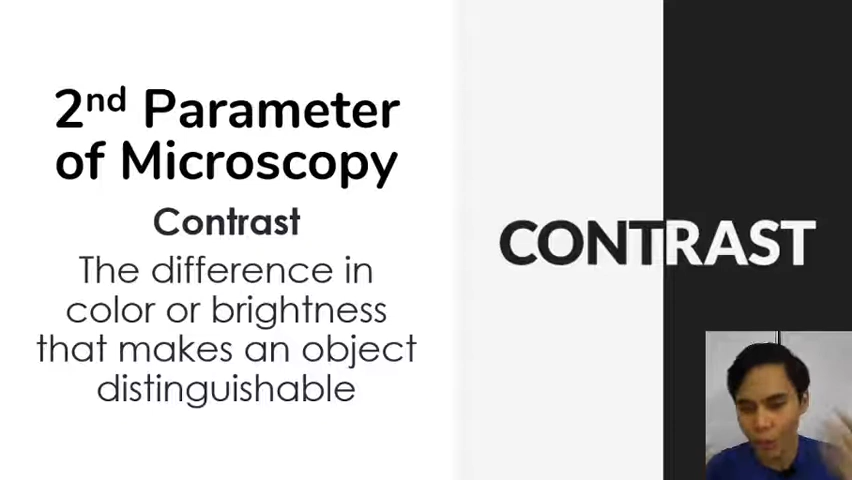 2nd Parameter
of Microscopy
Contrast
The difference in
color or brightness
that makes an object
distinguishable
CONTRAST